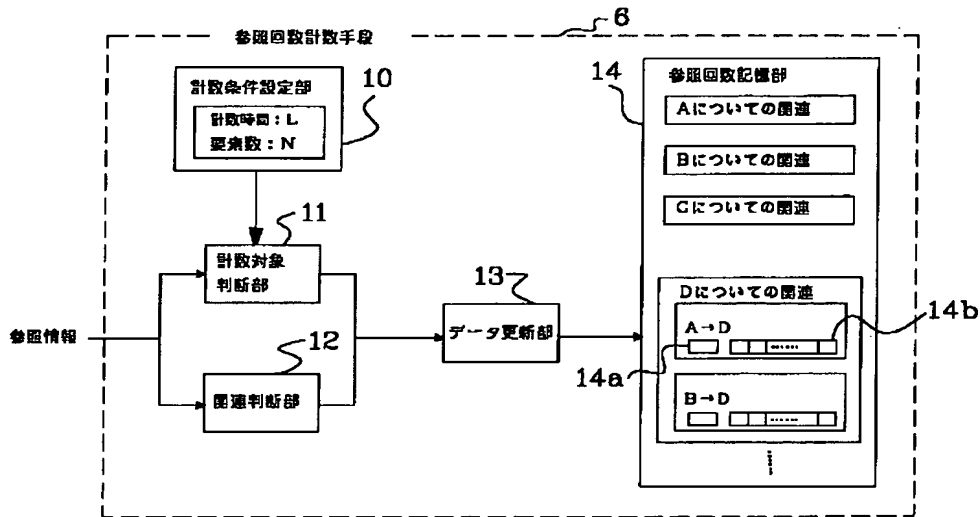 参照回数計数手段
6
計数条件設定部
計数時間:L
要素数:N
10
11
計数対象
判断部
参照情報
12
関連判断部
13
データ更新部
14
参照回数記憶部
Aについての関連
Bについての関連
Cについての関連
Dについての関連
A→D
14a
14b
B→D